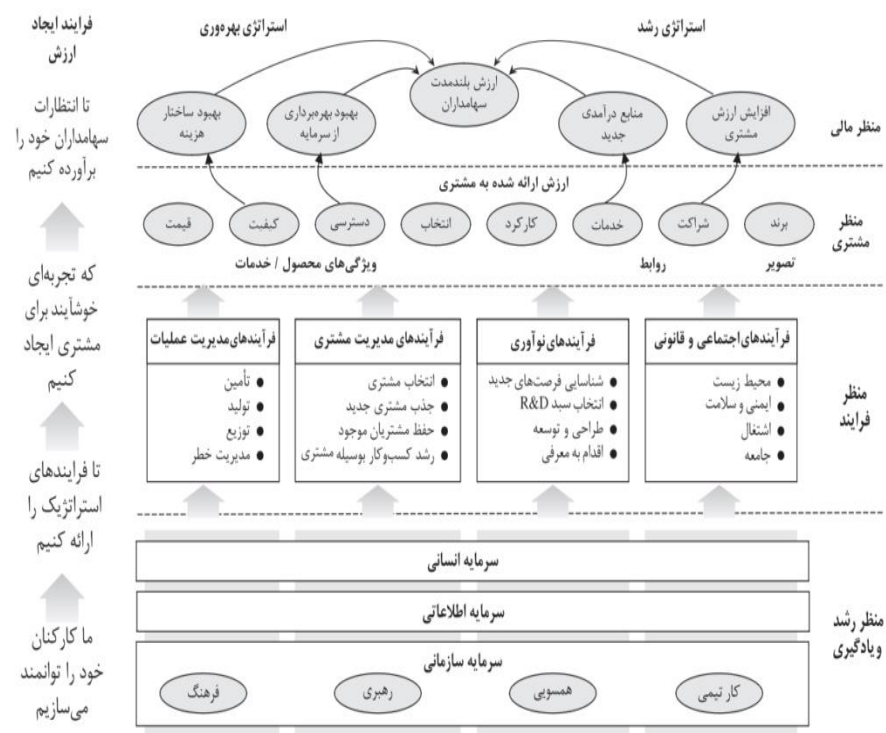 فرایند ایجاد
ارزش
استراتژی رشد
استراتژی بهره‌وری
ارزش بلندمدت
سهامداران
افزایش ارزش
مشتری
منابع درآمدی
جدید
بهبود بهره‌برداری
از سرمایه
بهبود ساختار
هزینه
منظر مالی
تا انتظارات
سهامداران خود را
برآورده کنیم
ارزش ارائه شده به مشتری
منظر
مشتری
برند
شراکت
خدمات
کارکرد
انتخاب
دسترسی
کیفیت
قیمت
تصویر
روابط
ویژگی‌های محصول / خدمات
که تجربه‌ای
خوشآیند برای
مشتری ایجاد
کنیم
منظر
فرایند
فرآیندهای اجتماعی و قانونی
● محیط زیست
● ایمنی و سلامت
● اشتغال
● جامعه
فرآیندهای نوآوری
● شناسایی فرصت‌های جدید
● انتخاب سبد R&D
● طراحی و توسعه
● اقدام به معرفی
فرآیندهای مدیریت مشتری
● انتخاب مشتری
● جذب مشتری جدید
● حفظ مشتریان موجود
● رشد کسب‌وکار بوسیله مشتری
فرآیندهای مدیریت عملیات
● تأمین
● تولید
● توزیع
● مدیریت خطر
تا فرایندهای
استراتژیک را
ارائه کنیم
منظر رشد
ویادگیری
سرمایه انسانی
سرمایه اطلاعاتی
سرمایه سازمانی
کار تیمی
همسویی
رهبری
فرهنگ
ما کارکنان
خود را توانمند
می‌سازیم